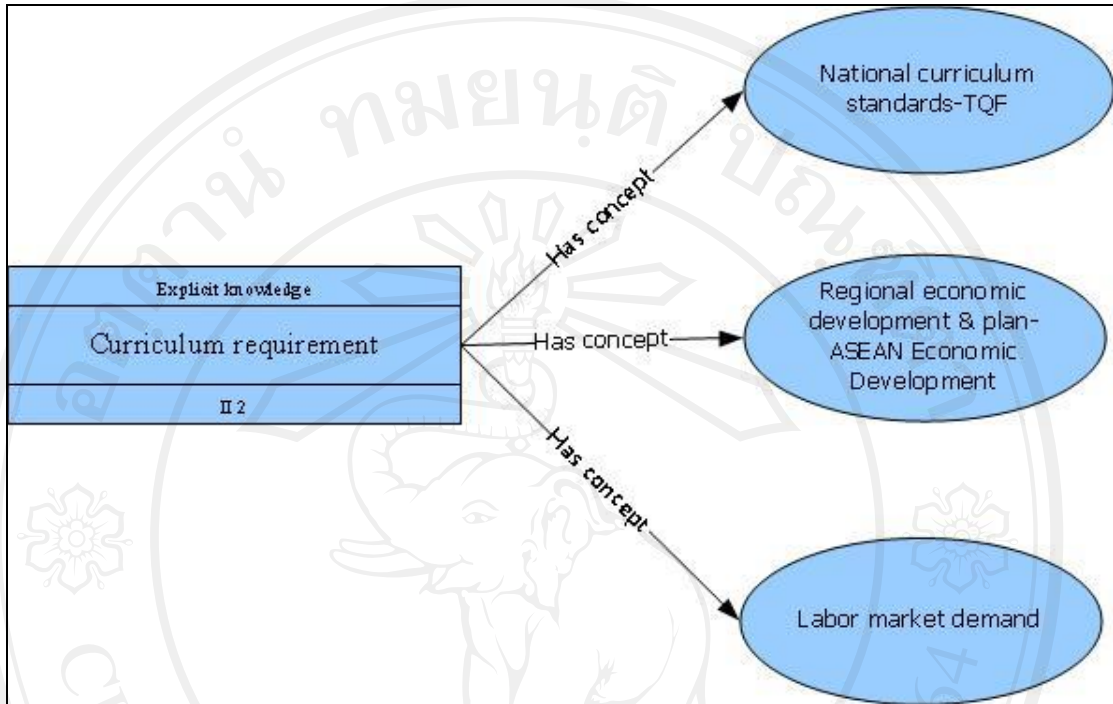 National curriculum
standards-TQF
Has concept
Explicit knowledge
Curriculum requirement
II 2
Has concept
Regional economic
development & plan-
ASEAN Economic
Development
Has concept
Labor market demand